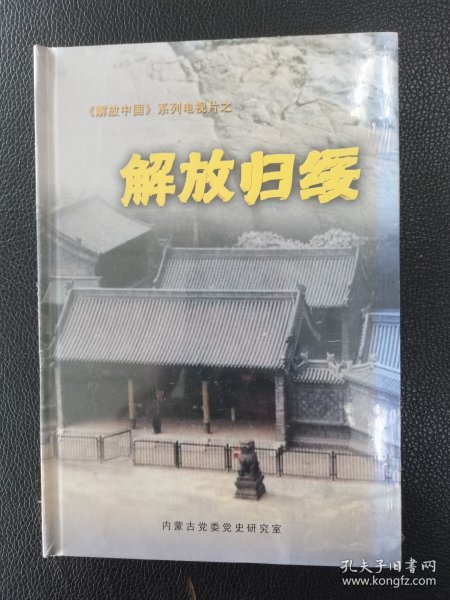 《解放中国》系列电视片之
解放归绥
内蒙古党委党史研究室
孔夫子旧书网
www.kongfz.com